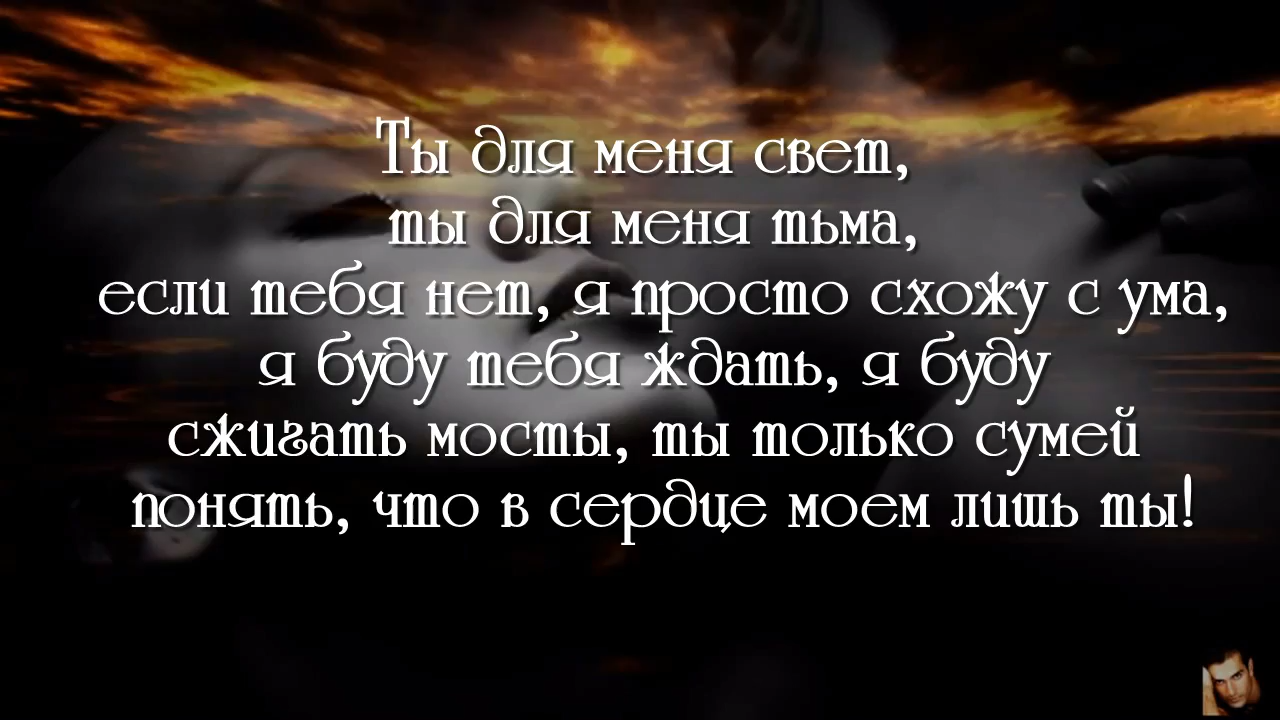 Ты для меня свет,
ты для меня тьма,
если тебя нет, я просто схожу с ума,
я буду тебя ждать, я буду
сжигать мосты, ты только сумей
понять, что в сердце моем лишь ты!